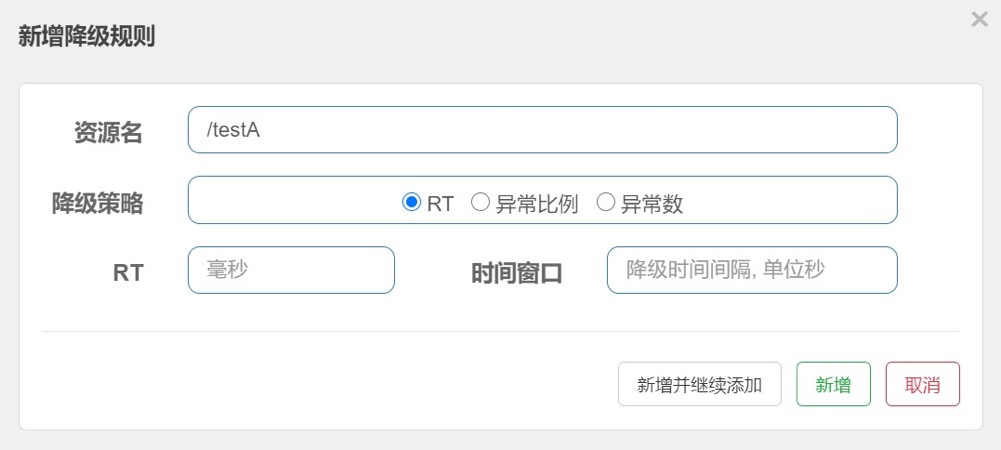 新增降级规则
资源名 /testA
降级策略 RT 异常比例 异常数
RT 毫秒 时间窗口 降级时间间隔, 单位秒
新增并继续添加 新增 取消